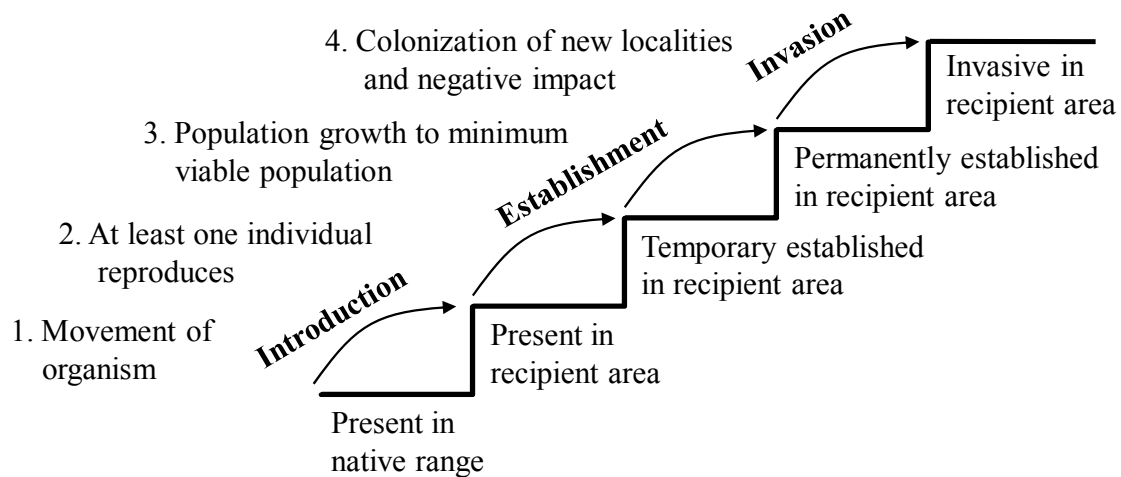 4. Colonization of new localities
and negative impact
Invasion
Invasive in
recipient area
3. Population growth to minimum
viable population
Establishment
Permanently established
in recipient area
2. At least one individual
reproduces
Temporary established
in recipient area
Introduction
1. Movement of
organism
Present in
recipient area
Present in
native range